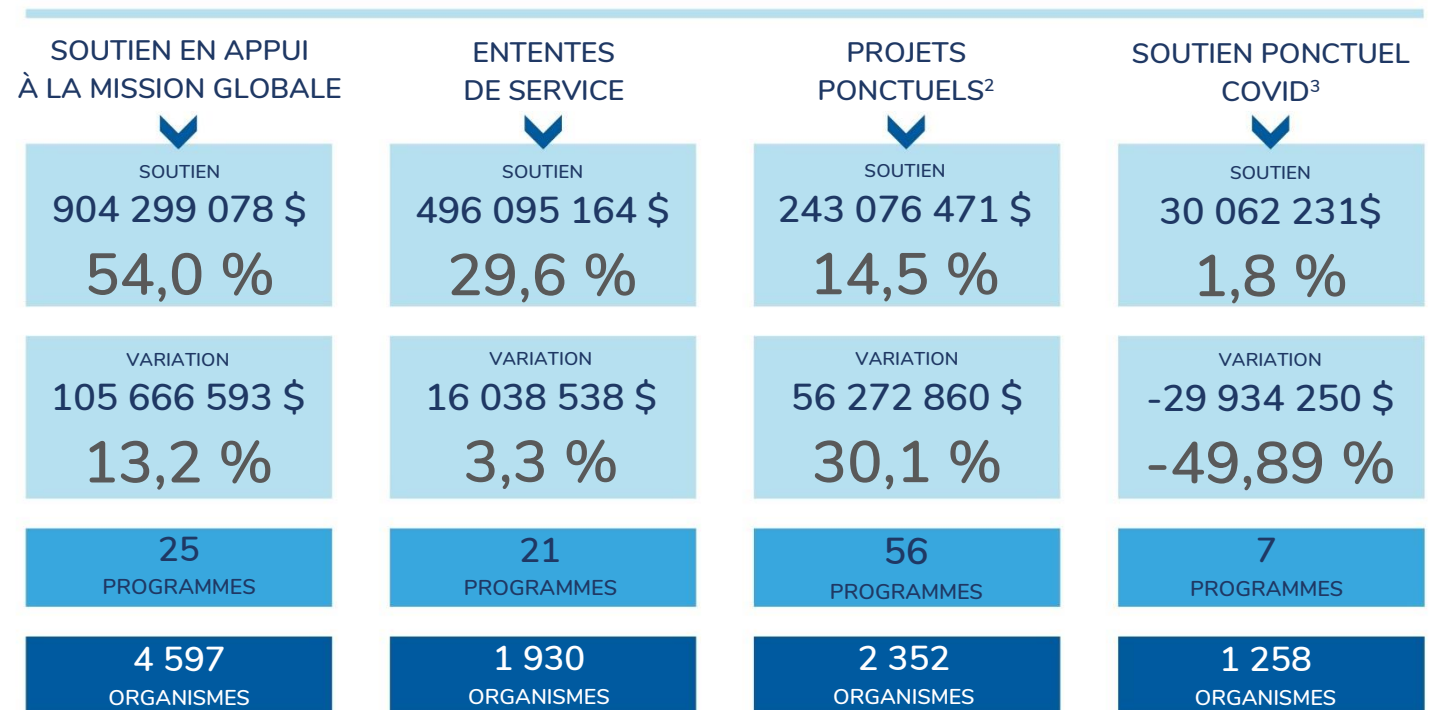 SOUTIEN EN APPUI
À LA MISSION GLOBALE
SOUTIEN
904 299 078 $
54,0 %
VARIATION
105 666 593 $
13,2 %
25
PROGRAMMES
4 597
ORGANISMES
ENTENTES
DE SERVICE
SOUTIEN
496 095 164 $
29,6 %
VARIATION
16 038 538 $
3,3 %
21
PROGRAMMES
1 930
ORGANISMES
PROJETS
PONCTUELS²
SOUTIEN
243 076 471 $
14,5 %
VARIATION
56 272 860 $
30,1 %
56
PROGRAMMES
2 352
ORGANISMES
SOUTIEN PONCTUEL
COVID³
SOUTIEN
30 062 231$
1,8 %
VARIATION
-29 934 250 $
-49,89 %
7
PROGRAMMES
1 258
ORGANISMES